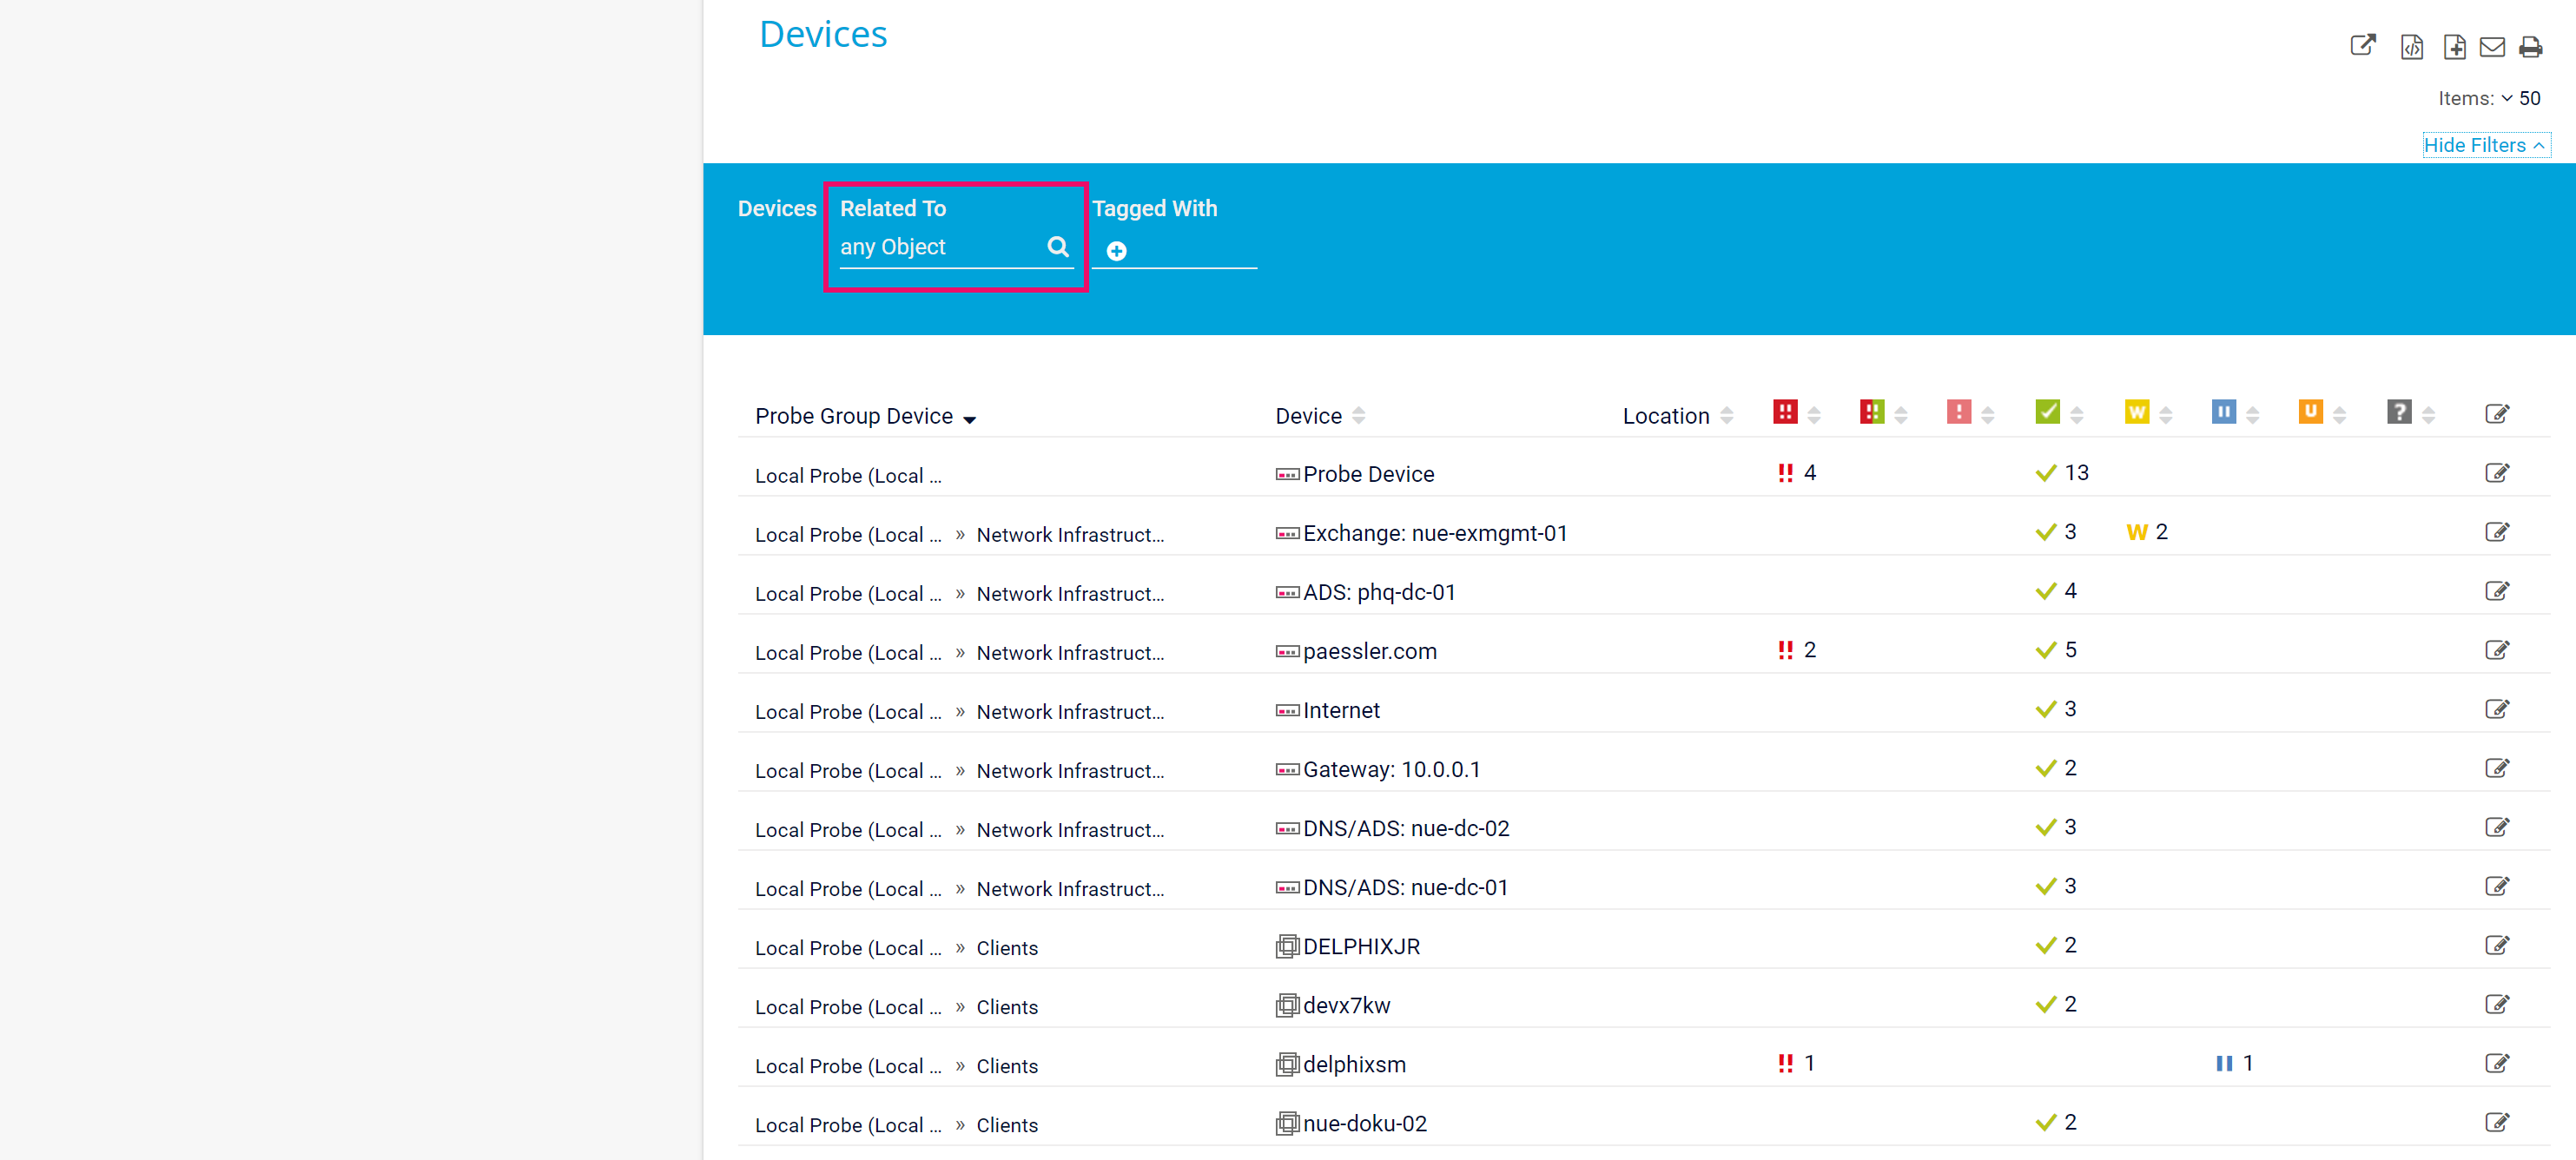 Devices
Items: 50
Hide Filters
Devices Related To Tagged With
any Object
Probe Group Device Device Location !! !! ! W U ?
Local Probe (Local ... Probe Device !! 4 13
Local Probe (Local ... » Network Infrastruct... Exchange: nue-exmgmt-01 3 W 2
Local Probe (Local ... » Network Infrastruct... ADS: phq-dc-01 4
Local Probe (Local ... » Network Infrastruct... paessler.com !! 2 5
Local Probe (Local ... » Network Infrastruct... Internet 3
Local Probe (Local ... » Network Infrastruct... Gateway: 10.0.0.1 2
Local Probe (Local ... » Network Infrastruct... DNS/ADS: nue-dc-02 3
Local Probe (Local ... » Network Infrastruct... DNS/ADS: nue-dc-01 3
Local Probe (Local ... » Clients DELPHIXJR 2
Local Probe (Local ... » Clients devx7kw 2
Local Probe (Local ... » Clients delphixsm !! 1 1
Local Probe (Local ... » Clients nue-doku-02 2